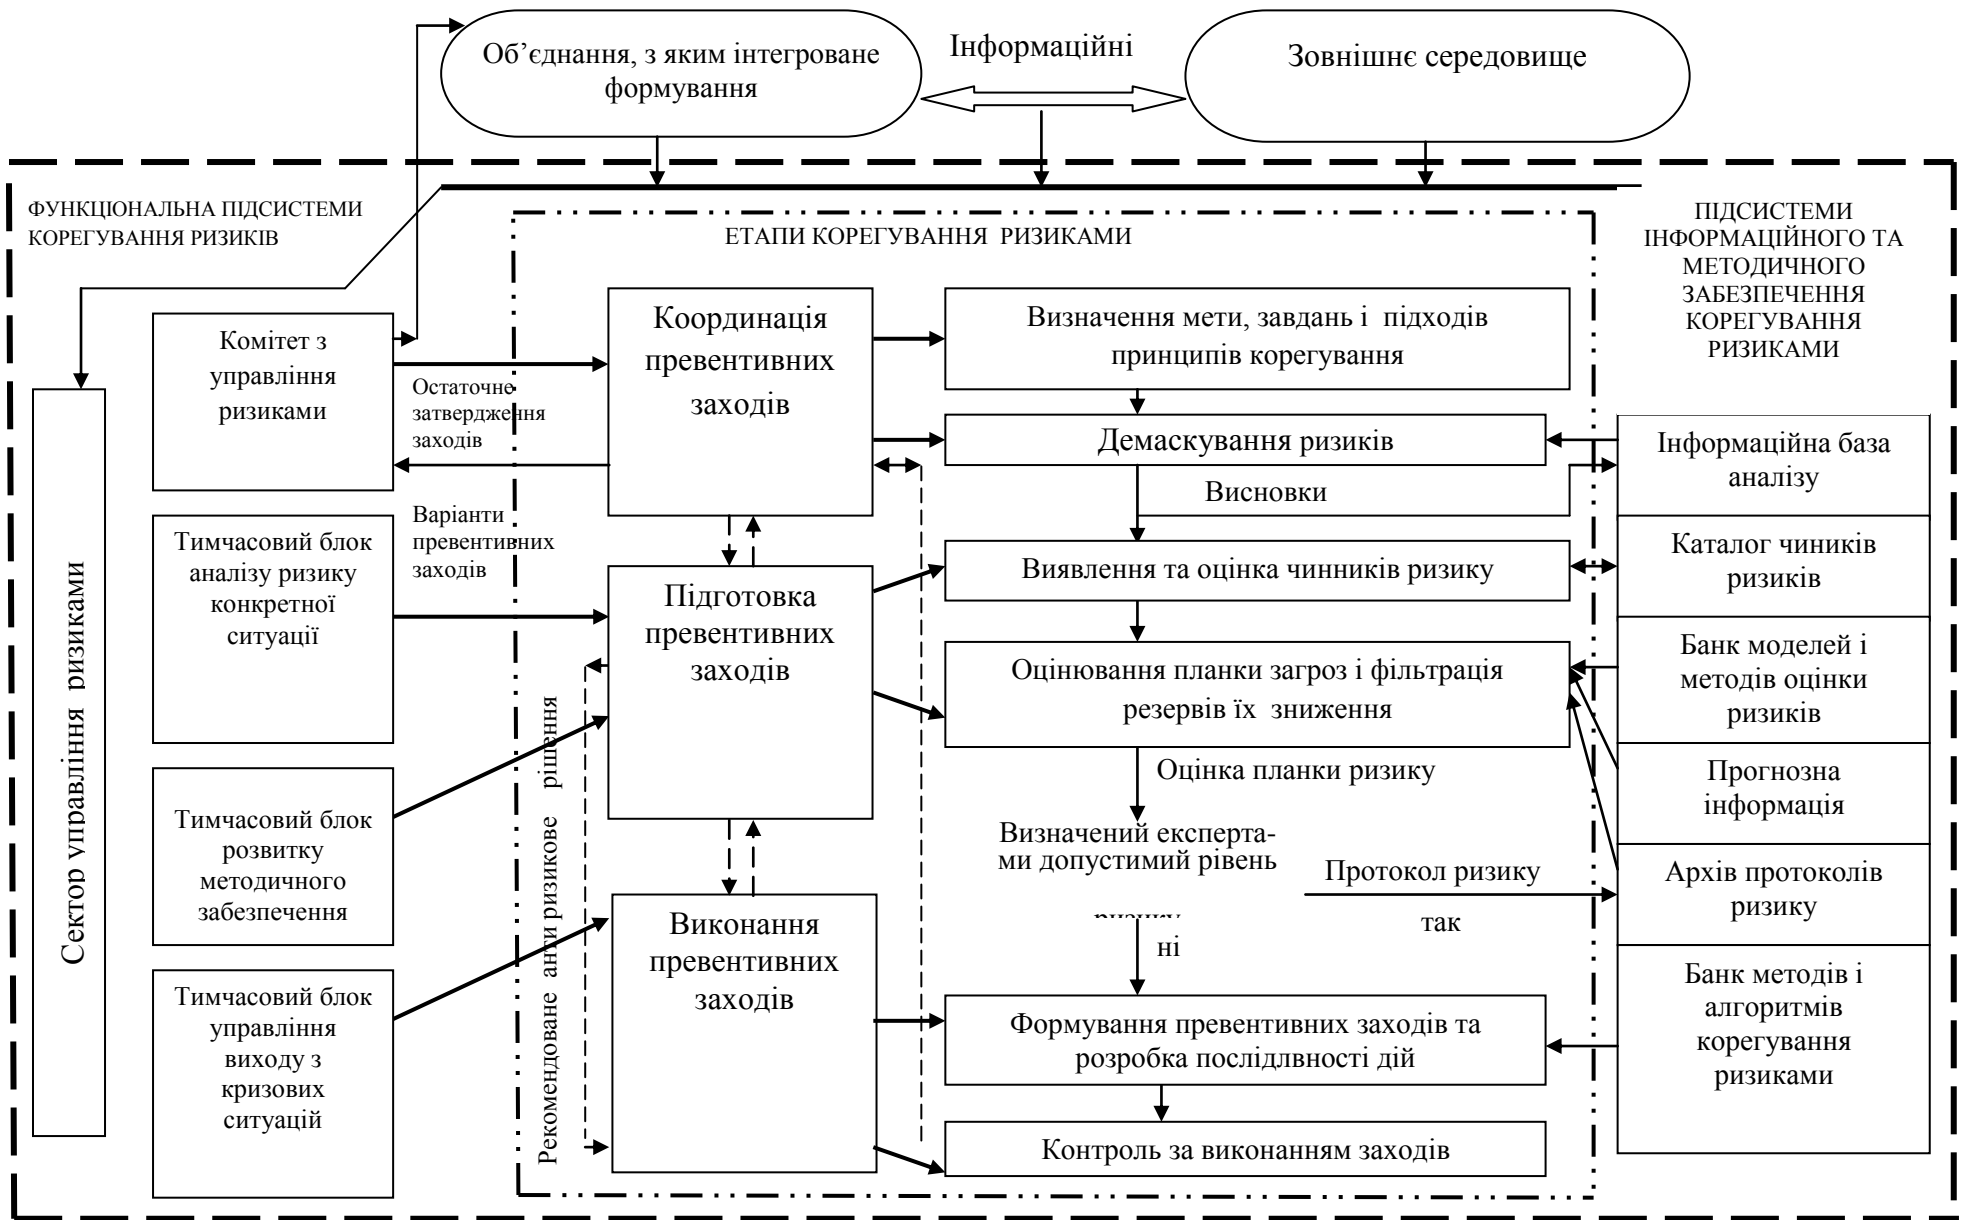 Об’єднання, з яким інтегроване
формування
Інформаційні
Зовнішнє середовище
ФУНКЦІОНАЛЬНА ПІДСИСТЕМИ
КОРЕГУВАННЯ РИЗИКІВ
ЕТАПИ КОРЕГУВАННЯ РИЗИКАМИ
ПІДСИСТЕМИ
ІНФОРМАЦІЙНОГО ТА
МЕТОДИЧНОГО
ЗАБЕЗПЕЧЕННЯ
КОРЕГУВАННЯ
РИЗИКАМИ
Сектор управління ризиками
Комітет з
управління
ризиками
Остаточне
затвердження
заходів
Тимчасовий блок
аналізу ризику
конкретної
ситуації
Варіанти
превентивних
заходів
Тимчасовий блок
розвитку
методичного
забезпечення
Тимчасовий блок
управління
виходу з
кризових
ситуацій
Рекомендоване анти ризикове рішення
Координація
превентивних
заходів
Підготовка
превентивних
заходів
Виконання
превентивних
заходів
Визначення мети, завдань і підходів
принципів корегування
Демаскування ризиків
Висновки
Виявлення та оцінка чинників ризику
Оцінювання планки загроз і фільтрація
резервів їх зниження
Оцінка планки ризику
Визначений експерта-
ми допустимий рівень
ні
Протокол ризику
так
Формування превентивних заходів та
розробка послідлвності дій
Контроль за виконанням заходів
Інформаційна база
аналізу
Каталог чиників
ризиків
Банк моделей і
методів оцінки
ризиків
Прогнозна
інформація
Архів протоколів
ризику
Банк методів і
алгоритмів
корегування
ризиками